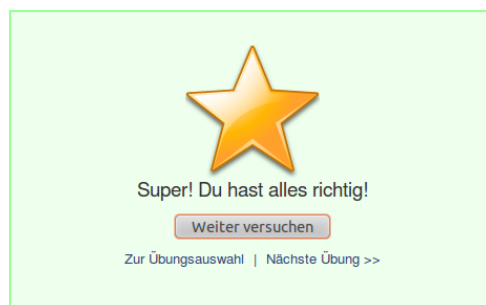 Super! Du hast alles richtig!
Weiter versuchen
Zur Übungsauswahl | Nächste Übung >>